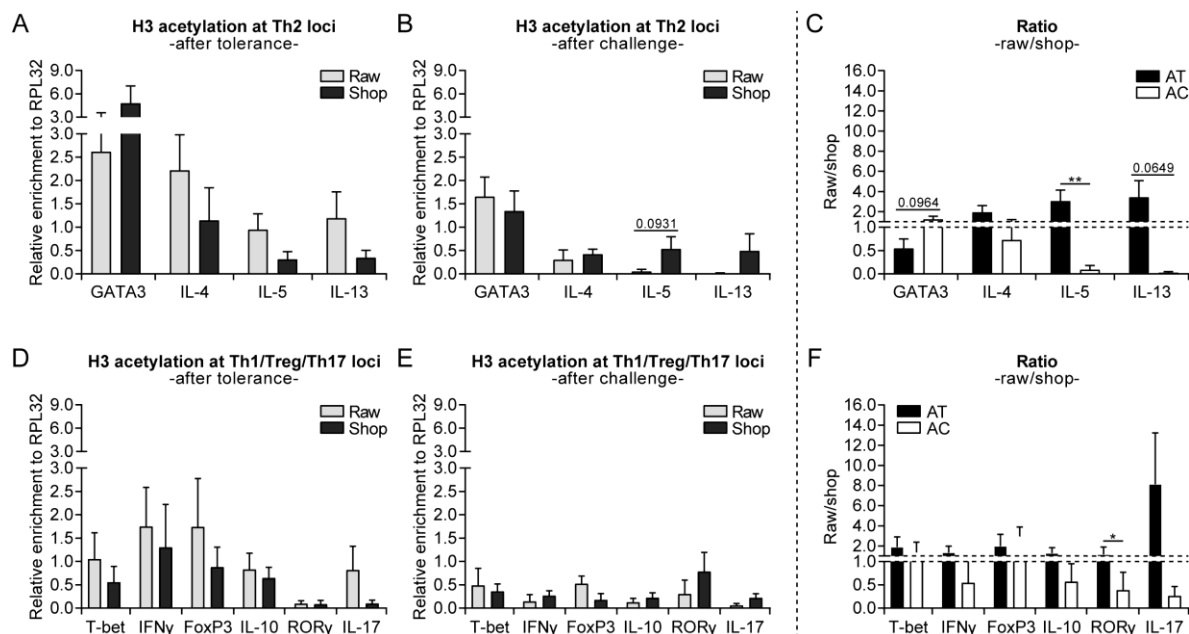 A
H3 acetylation at Th2 loci
-after tolerance-
Relative enrichment to RPL32
9.0
6.0
3.0
3.0
2.5
2.0
1.5
1.0
0.5
0.0
Raw
Shop
GATA3 IL-4 IL-5 IL-13
B
H3 acetylation at Th2 loci
-after challenge-
Relative enrichment to RPL32
9.0
6.0
3.0
3.0
2.5
2.0
1.5
1.0
0.5
0.0
Raw
Shop
0.0931
GATA3 IL-4 IL-5 IL-13
C
Ratio
-raw/shop-
Raw/shop
16.0
14.0
12.0
10.0
8.0
6.0
4.0
2.0
1.0
0.5
0.0
AT
AC
0.0964
**
0.0649
GATA3 IL-4 IL-5 IL-13
D
H3 acetylation at Th1/Treg/Th17 loci
-after tolerance-
Relative enrichment to RPL32
9.0
6.0
3.0
3.0
2.5
2.0
1.5
1.0
0.5
0.0
Raw
Shop
T-bet IFNγ FoxP3 IL-10 RORγ IL-17
E
H3 acetylation at Th1/Treg/Th17 loci
-after challenge-
Relative enrichment to RPL32
9.0
6.0
3.0
3.0
2.5
2.0
1.5
1.0
0.5
0.0
Raw
Shop
T-bet IFNγ FoxP3 IL-10 RORγ IL-17
F
Ratio
-raw/shop-
Raw/shop
16.0
14.0
12.0
10.0
8.0
6.0
4.0
2.0
1.0
0.5
0.0
AT
AC
*
T-bet IFNγ FoxP3 IL-10 RORγ IL-17